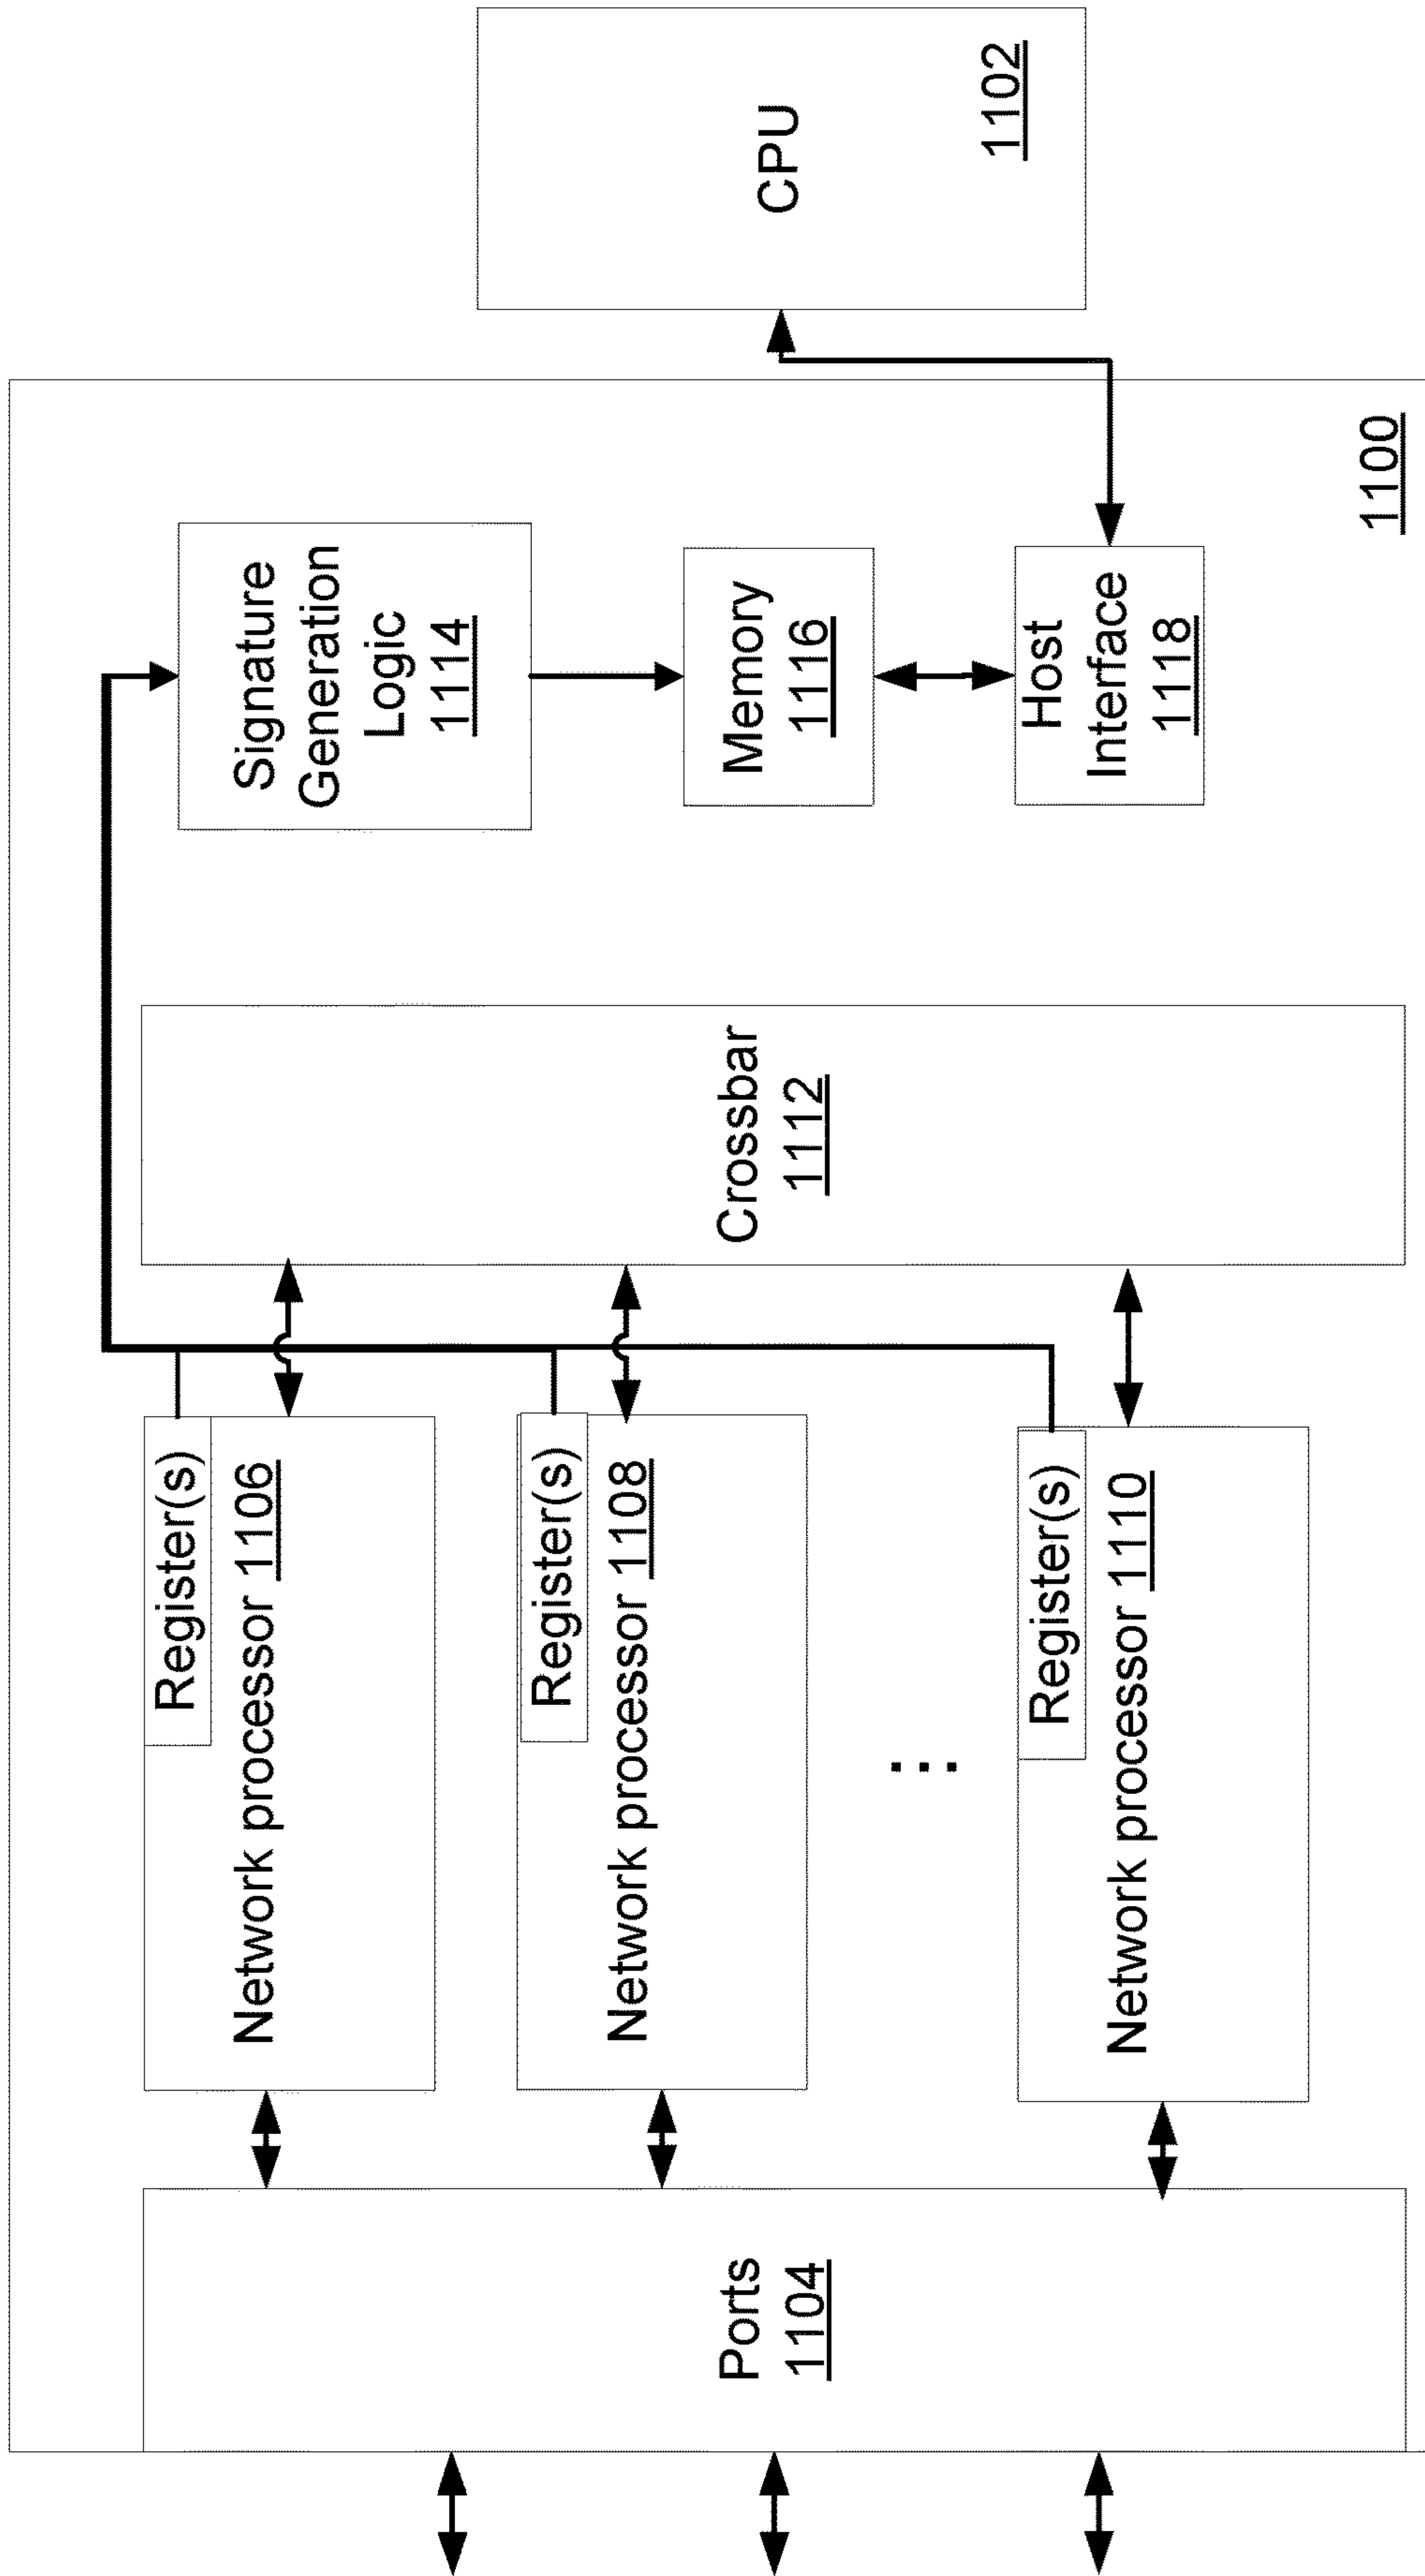 Register(s)
Network processor 1106
Register(s)
Network processor 1108
...
Register(s)
Network processor 1110
Ports
1104
Crossbar
1112
Signature
Generation
Logic
1114
Memory
1116
Host
Interface
1118
1100
CPU
1102